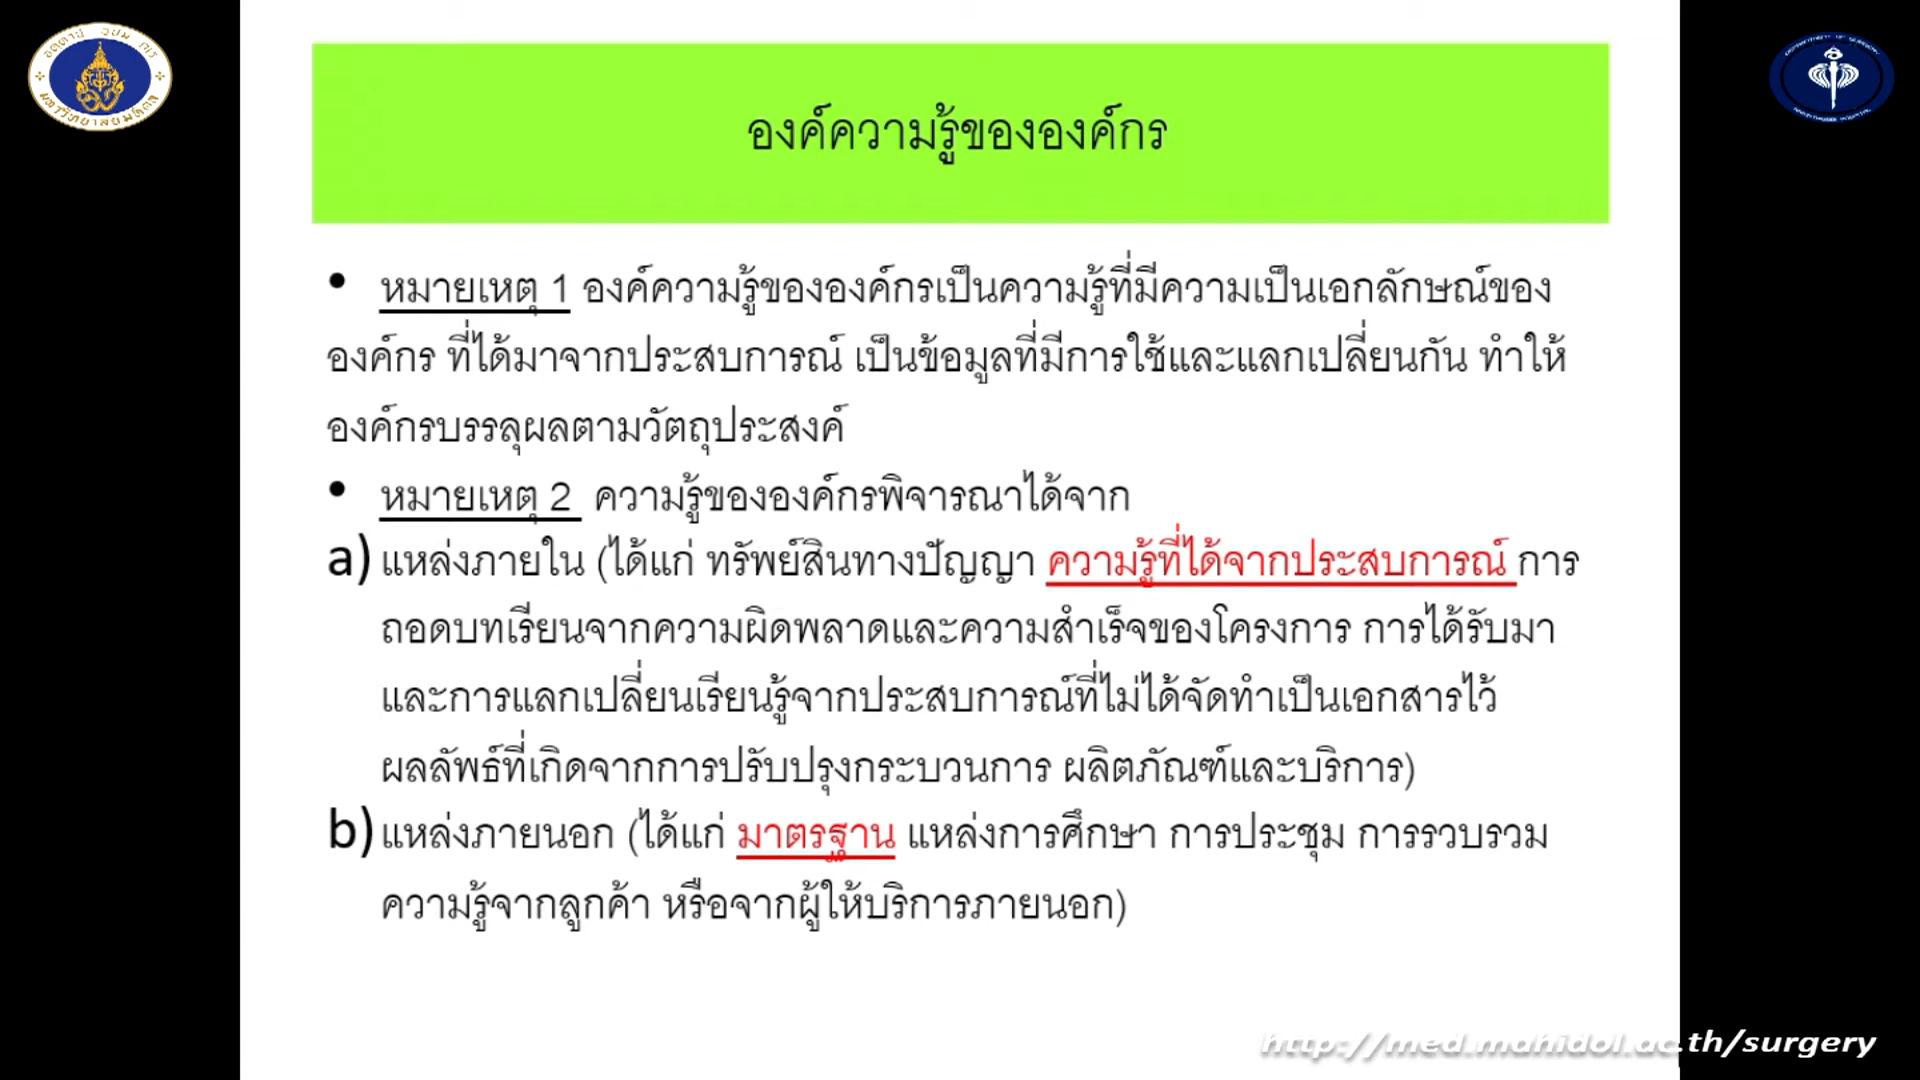 องค์ความรู้ขององค์กร
• หมายเหตุ 1 องค์ความรู้ขององค์กรเป็นความรู้ที่มีความเป็นเอกลักษณ์ของ
องค์กร ที่ได้มาจากประสบการณ์ เป็นข้อมูลที่มีการใช้และแลกเปลี่ยนกัน ทำให้
องค์กรบรรลุผลตามวัตถุประสงค์
• หมายเหตุ 2 ความรู้ขององค์กรพิจารณาได้จาก
a) แหล่งภายใน (ได้แก่ ทรัพย์สินทางปัญญา ความรู้ที่ได้จากประสบการณ์ การ
ถอดบทเรียนจากความผิดพลาดและความสำเร็จของโครงการ การได้รับมา
และการแลกเปลี่ยนเรียนรู้จากประสบการณ์ที่ไม่ได้จัดทำเป็นเอกสารไว้
ผลลัพธ์ที่เกิดจากการปรับปรุงกระบวนการ ผลิตภัณฑ์และบริการ)
b) แหล่งภายนอก (ได้แก่ มาตรฐาน แหล่งการศึกษา การประชุม การรวบรวม
ความรู้จากลูกค้า หรือจากผู้ให้บริการภายนอก)
http://med.mahidol.ac.th/surgery